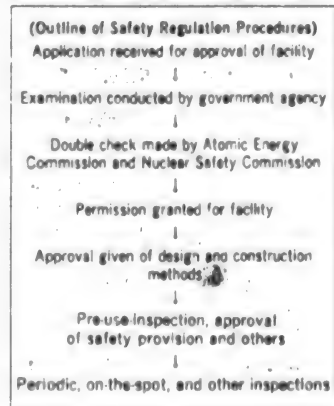 (Outline of Safety Regulation Procedures)
Application received for approval of facility
Examination conducted by government agency
Double check made by Atomic Energy
Commission and Nuclear Safety Commission
Permission granted for facility
Approval given of design and construction
methods
Pre-use-inspection, approval
of safety provision and others
Periodic, on-the-spot, and other inspections